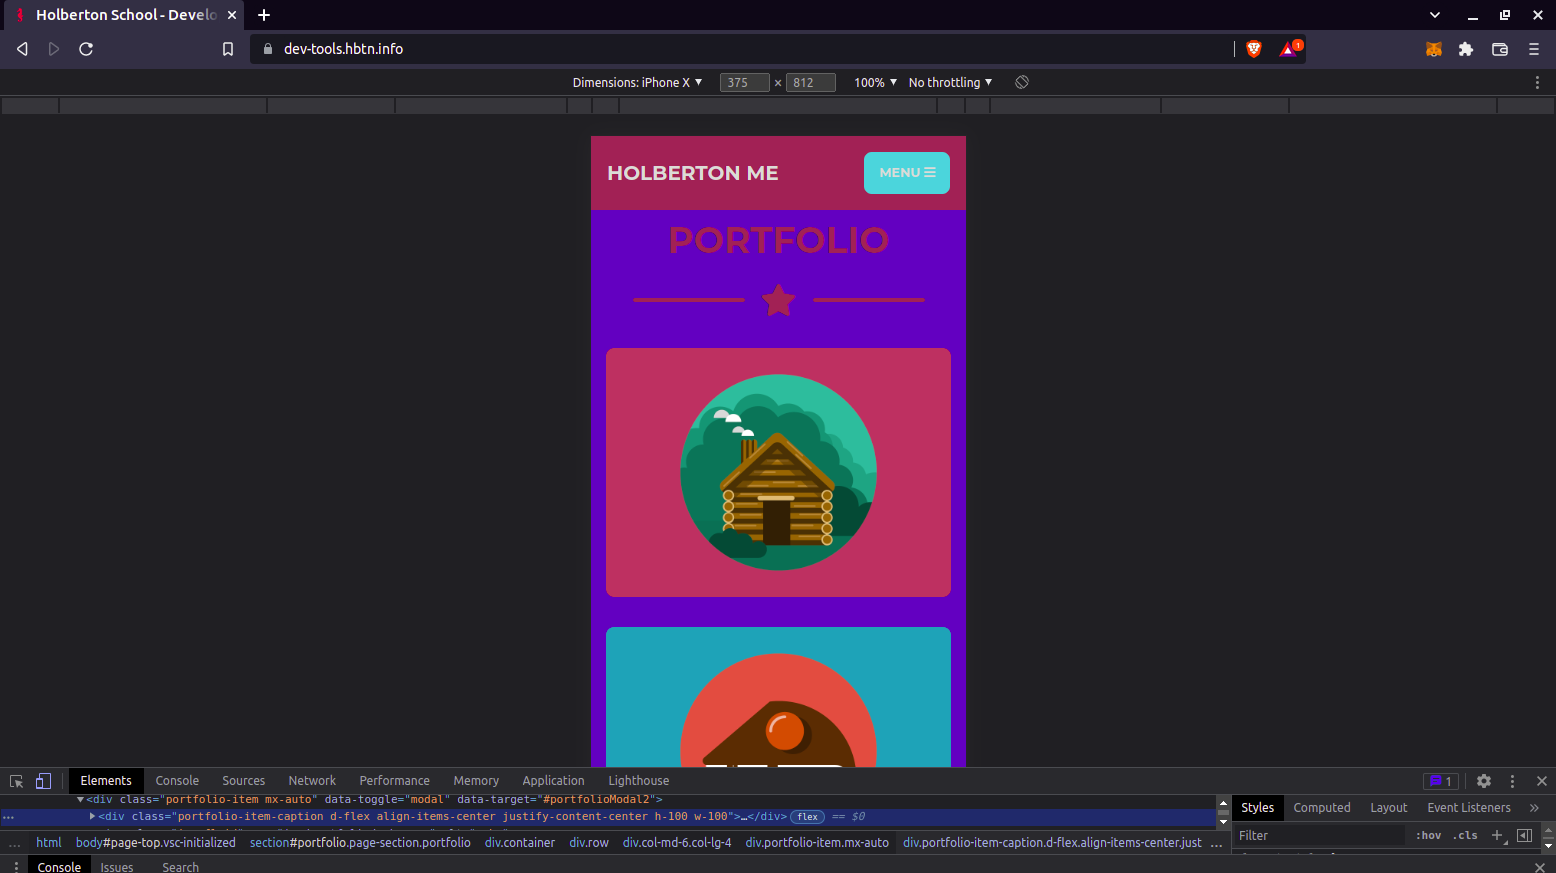 Holberton School - Develo
dev-tools.hbtn.info
1
Dimensions: iPhone X 375 × 812 100% No throttling
HOLBERTON ME
MENU
PORTFOLIO
Elements Console Sources Network Performance Memory Application Lighthouse 1
<div class="portfolio-item mx-auto" data-toggle="modal" data-target="#portfolioModal2">
<div class="portfolio-item-caption d-flex align-items-center justify-content-center h-100 w-100">…</div> flex == $0
Styles Computed Layout Event Listeners »
Filter :hov .cls
... html body#page-top.vsc-initialized section#portfolio.page-section.portfolio div.container div.row div.col-md-6.col-lg-4 div.portfolio-item.mx-auto div.portfolio-item-caption.d-flex.align-items-center.just ...
Console Issues Search